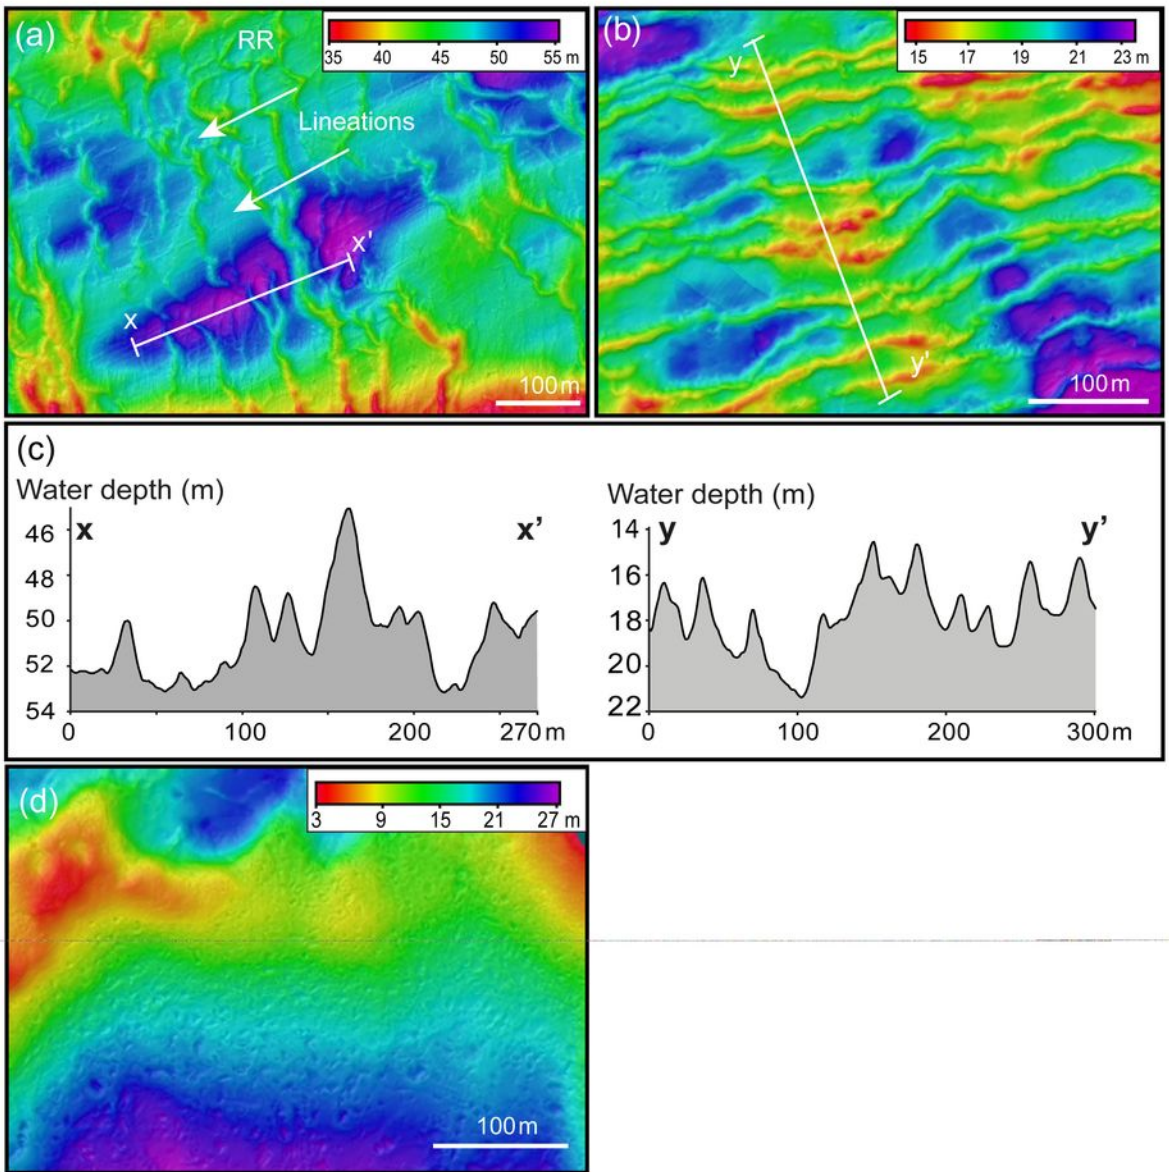 (a)
RR
35 40 45 50 55 m
Lineations
x'
x
100 m
(b)
15 17 19 21 23 m
y
y'
100 m
(c)
Water depth (m)
x x’
46
48
50
52
54
0 100 200 270 m
Water depth (m)
y y’
14
16
18
20
22
0 100 200 300 m
(d)
3 9 15 21 27 m
100 m